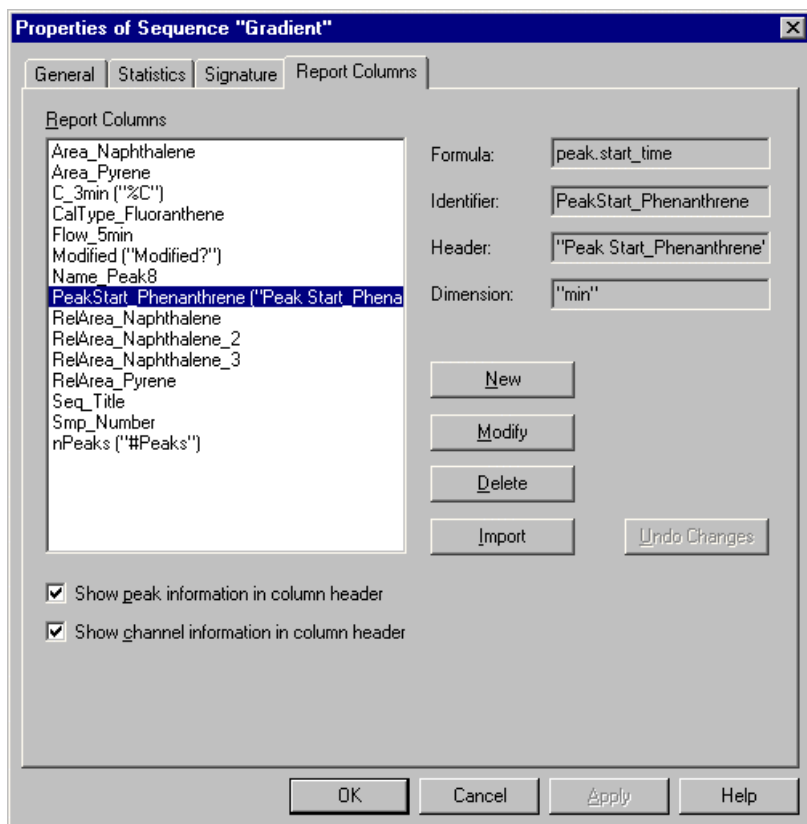 Properties of Sequence "Gradient"
General Statistics Signature Report Columns
Report Columns
Area_Naphthalene
Area_Pyrene
C_3min ("%C")
CalType_Fluoranthene
Flow_5min
Modified ("Modified?")
Name_Peak8
PeakStart_Phenanthrene ("Peak Start_Phena
RelArea_Naphthalene
RelArea_Naphthalene_2
RelArea_Naphthalene_3
RelArea_Pyrene
Seq_Title
Smp_Number
nPeaks ("#Peaks")
Formula: peak.start_time
Identifier: PeakStart_Phenanthrene
Header: "Peak Start_Phenanthrene"
Dimension: "min"
New
Modify
Delete
Import Undo Changes
Show peak information in column header
Show channel information in column header
OK Cancel Apply Help